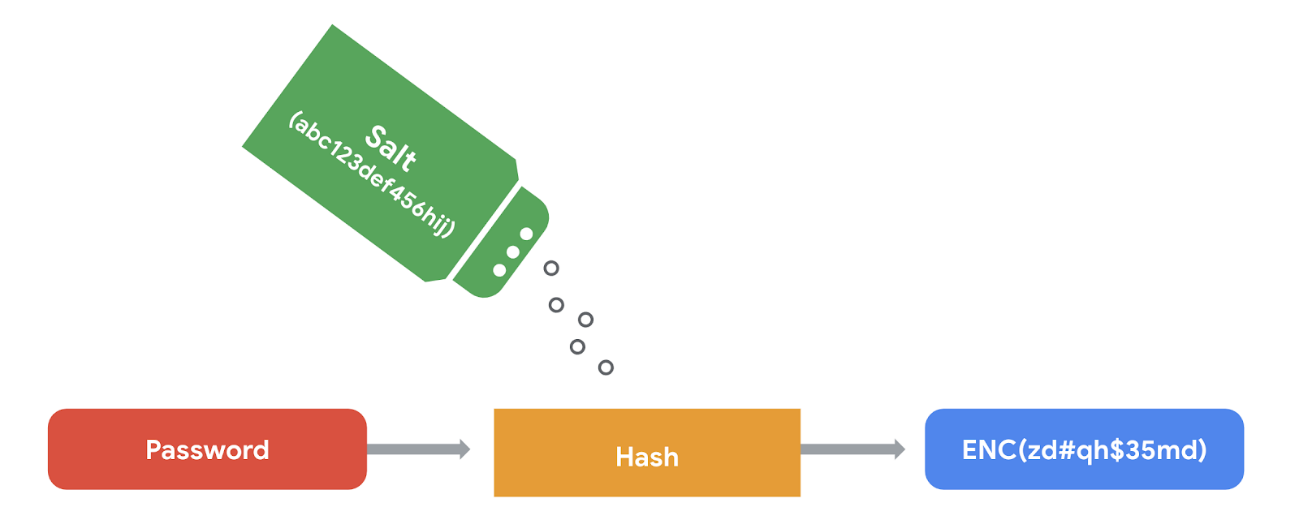 Salt
(abc123def456hij)
Password
Hash
ENC(zd#qh$35md)